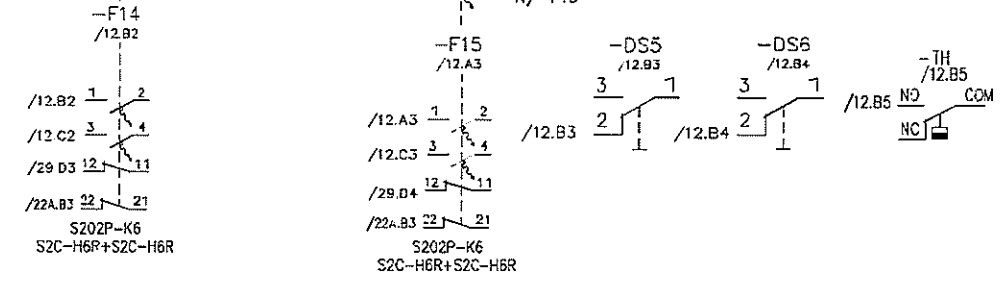 -F14
/12.B2
/12.B2 1 2
/12.C2 3 4
/29.D3 12 11
/22A.B3 22 21
S202P-K6
S2C-H6R+S2C-H6R
-F15
/12.A3
/12.A3 1 2
/12.C3 3 4
/29.D4 12 11
/22A.B3 22 21
S202P-K6
S2C-H6R+S2C-H6R
-DS5
/12.B3
3 1
/12.B3 2
-DS6
/12.B4
3 1
/12.B4 2
-TH
/12.B5
/12.B5 NO COM
NC